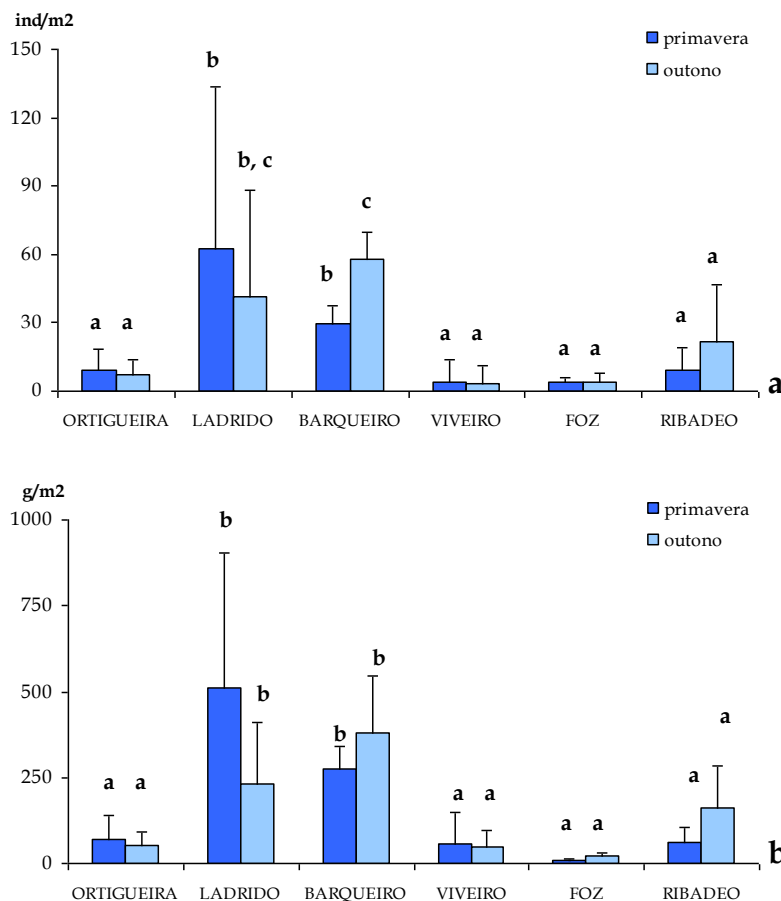 ind/m2
150
120
90
60
30
0
primavera
outono
a a b b, c b c a a a a a a
ORTIGUEIRA LADRIDO BARQUEIRO VIVEIRO FOZ RIBADEO
a
g/m2
1000
750
500
250
0
primavera
outono
a a b b b b a a a a a a
ORTIGUEIRA LADRIDO BARQUEIRO VIVEIRO FOZ RIBADEO
b